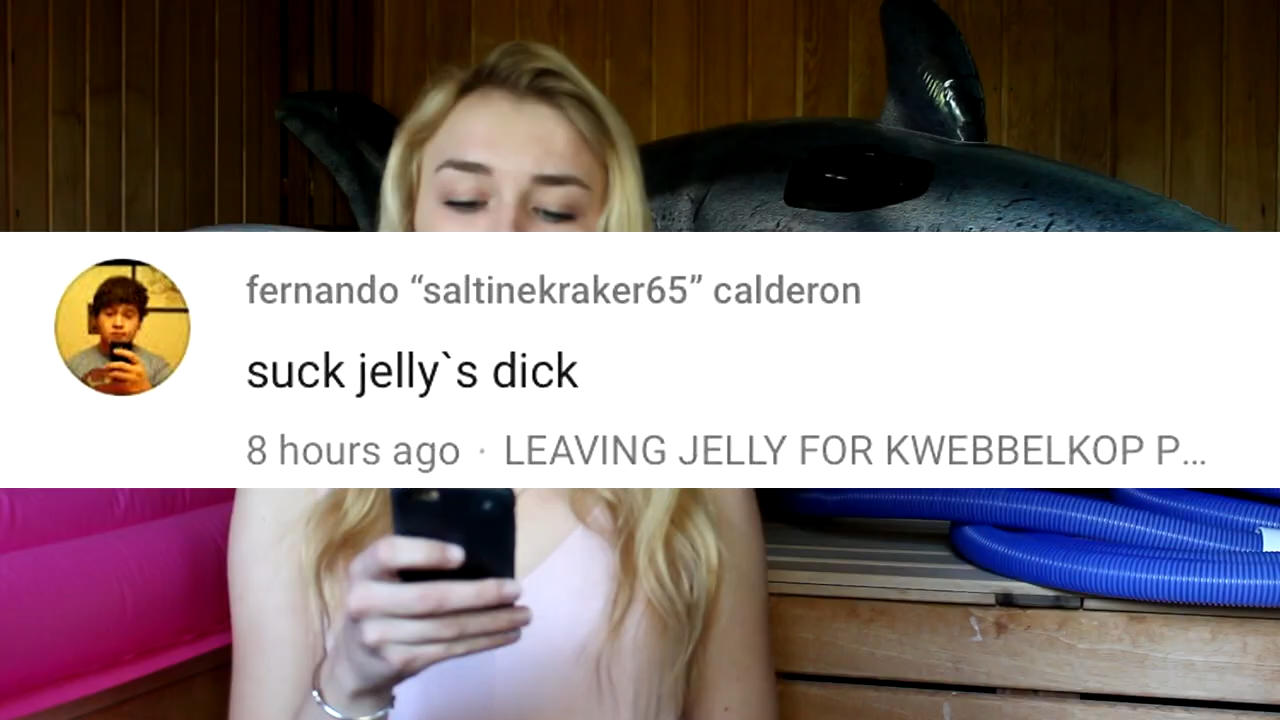 fernando “saltinekraker65” calderon
suck jelly`s dick
8 hours ago · LEAVING JELLY FOR KWEBBELKOP P...